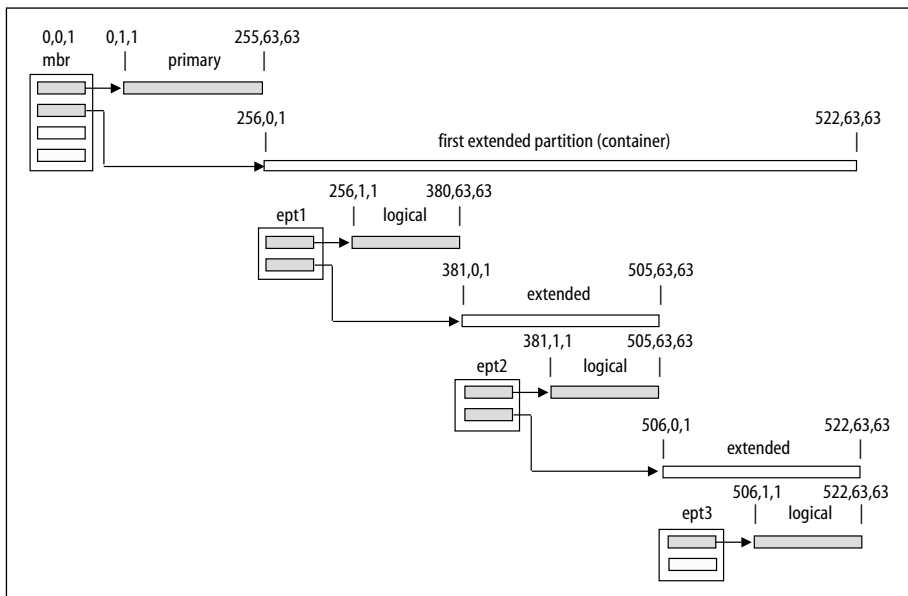 0,0,1 0,1,1 255,63,63
mbr primary
256,0,1 522,63,63
first extended partition (container)
256,1,1 380,63,63
ept1 logical
381,0,1 505,63,63
extended
381,1,1 505,63,63
ept2 logical
506,0,1 522,63,63
extended
506,1,1 522,63,63
ept3 logical